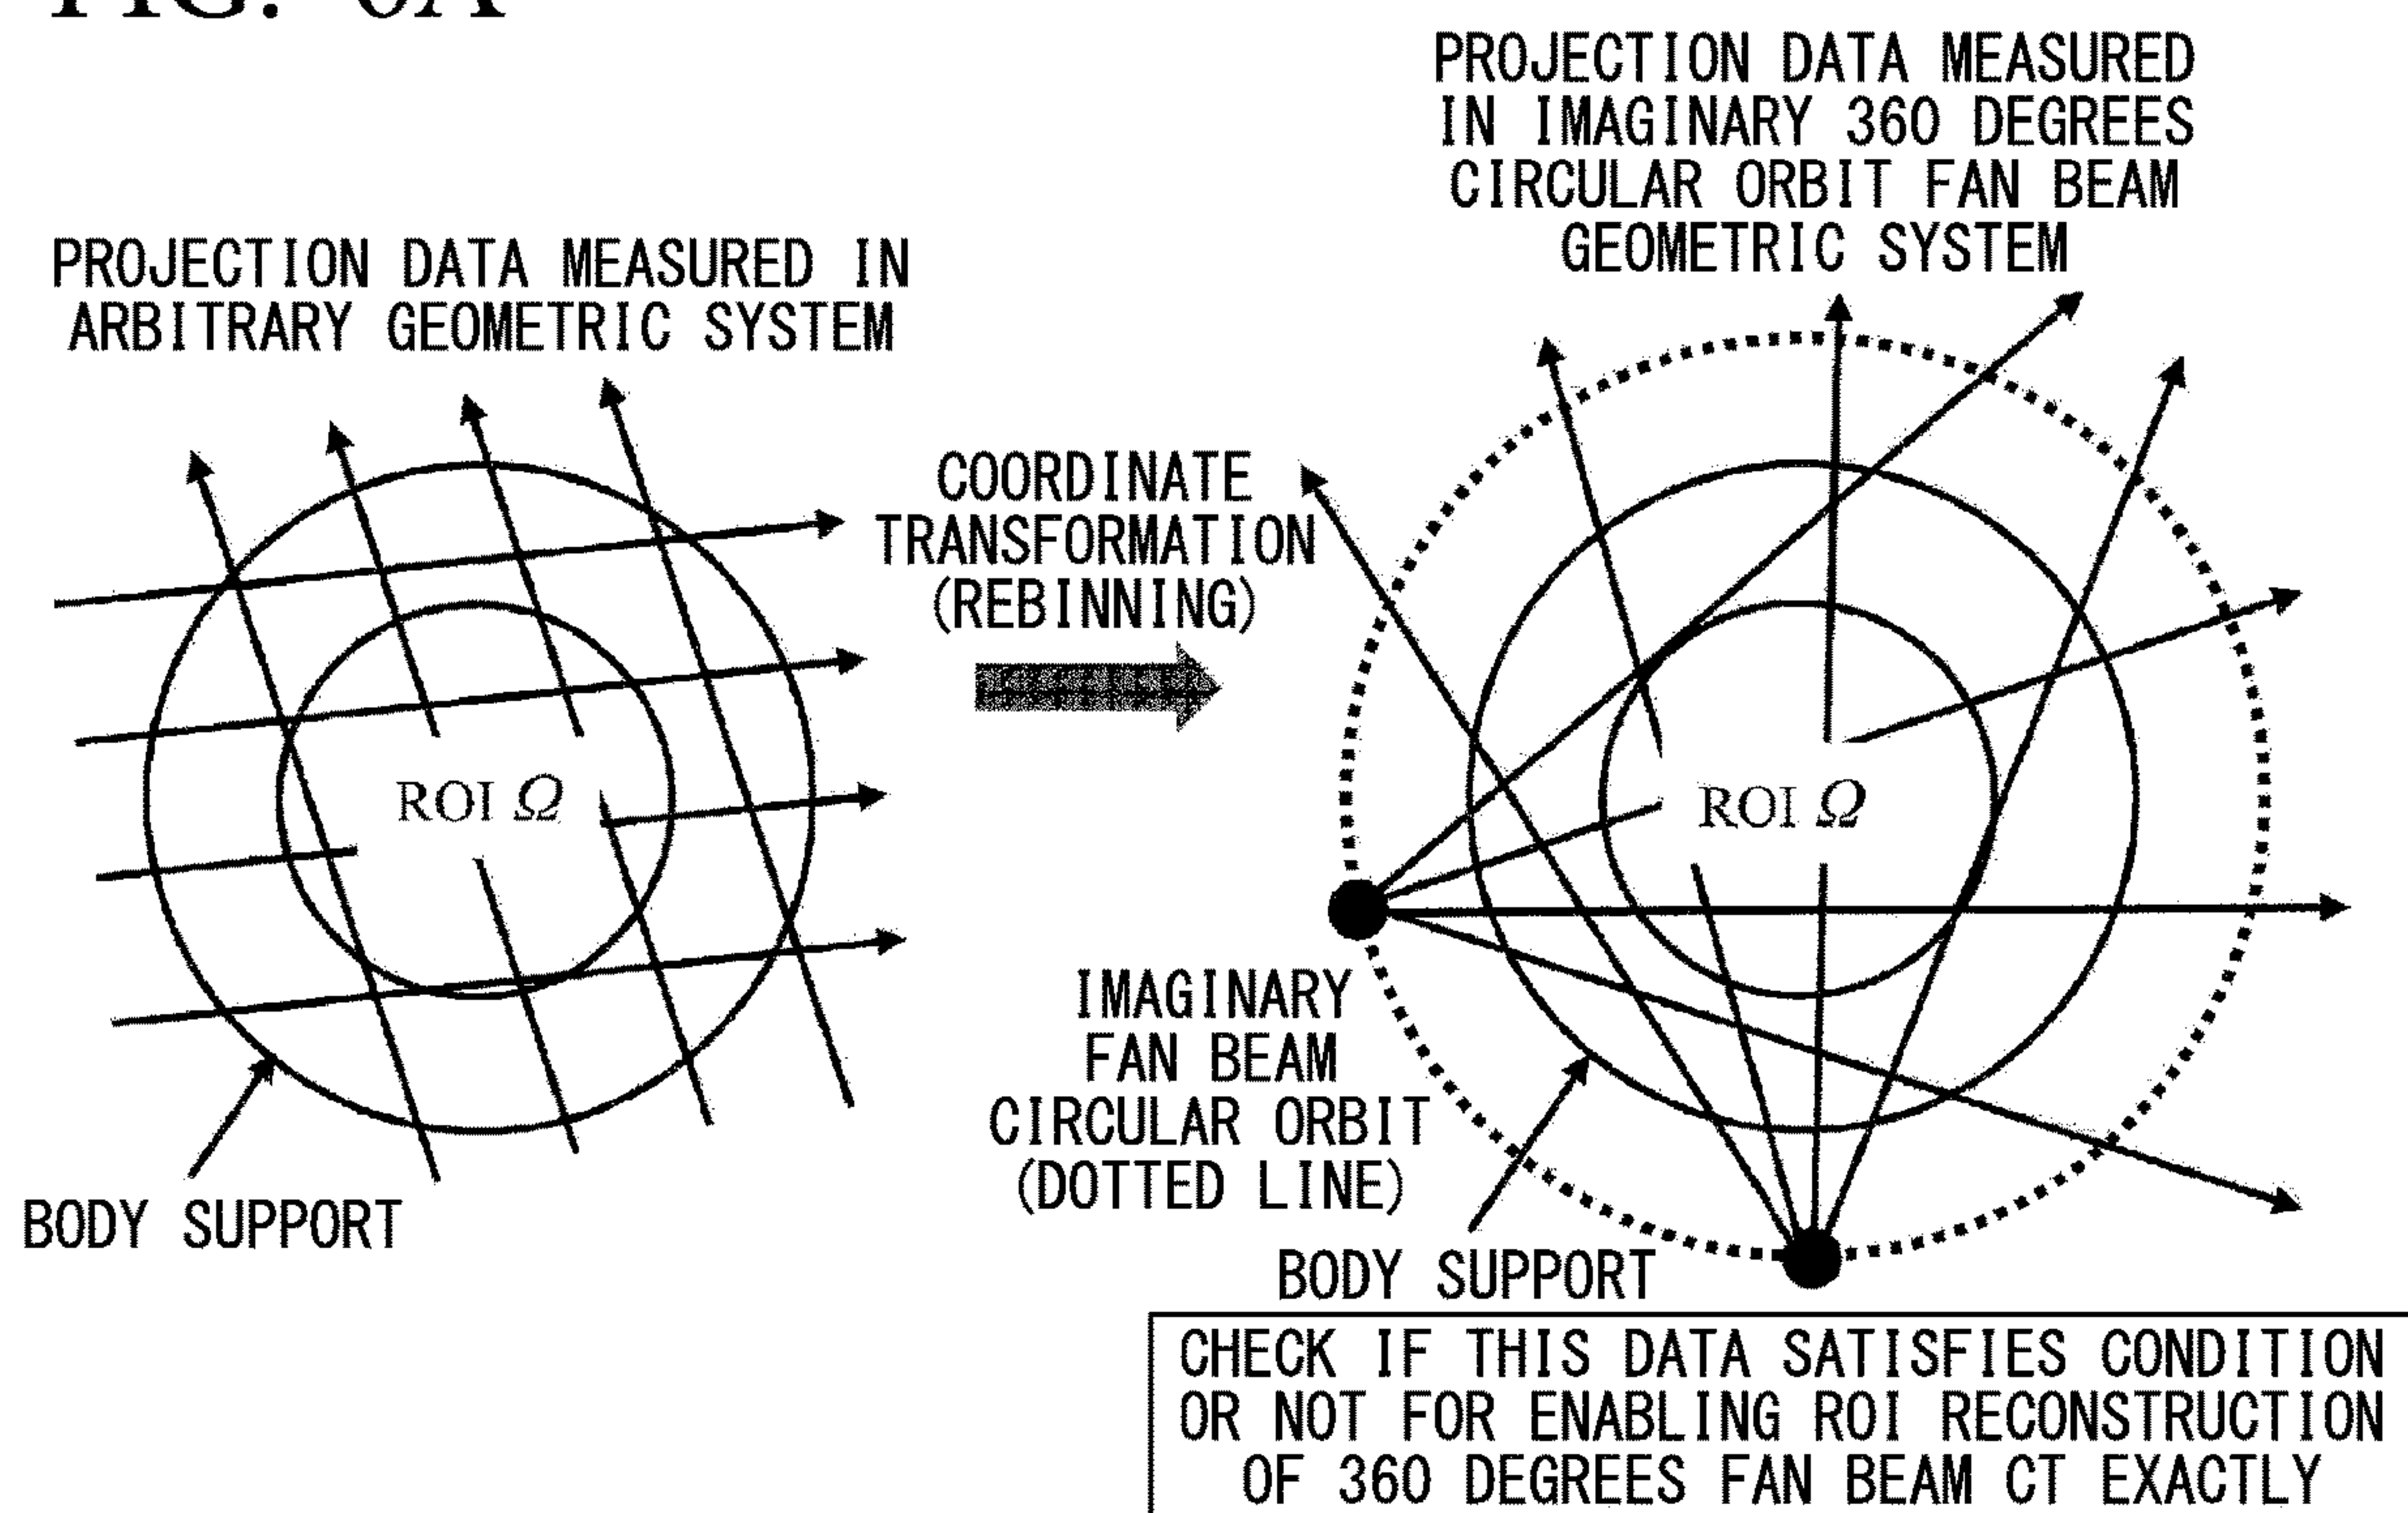 FIG. 6A
PROJECTION DATA MEASURED IN
ARBITRARY GEOMETRIC SYSTEM
ROI Ω
BODY SUPPORT
COORDINATE
TRANSFORMATION
(REBINNING)
PROJECTION DATA MEASURED
IN IMAGINARY 360 DEGREES
CIRCULAR ORBIT FAN BEAM
GEOMETRIC SYSTEM
ROI Ω
IMAGINARY
FAN BEAM
CIRCULAR ORBIT
(DOTTED LINE)
BODY SUPPORT
CHECK IF THIS DATA SATISFIES CONDITION
OR NOT FOR ENABLING ROI RECONSTRUCTION
OF 360 DEGREES FAN BEAM CT EXACTLY